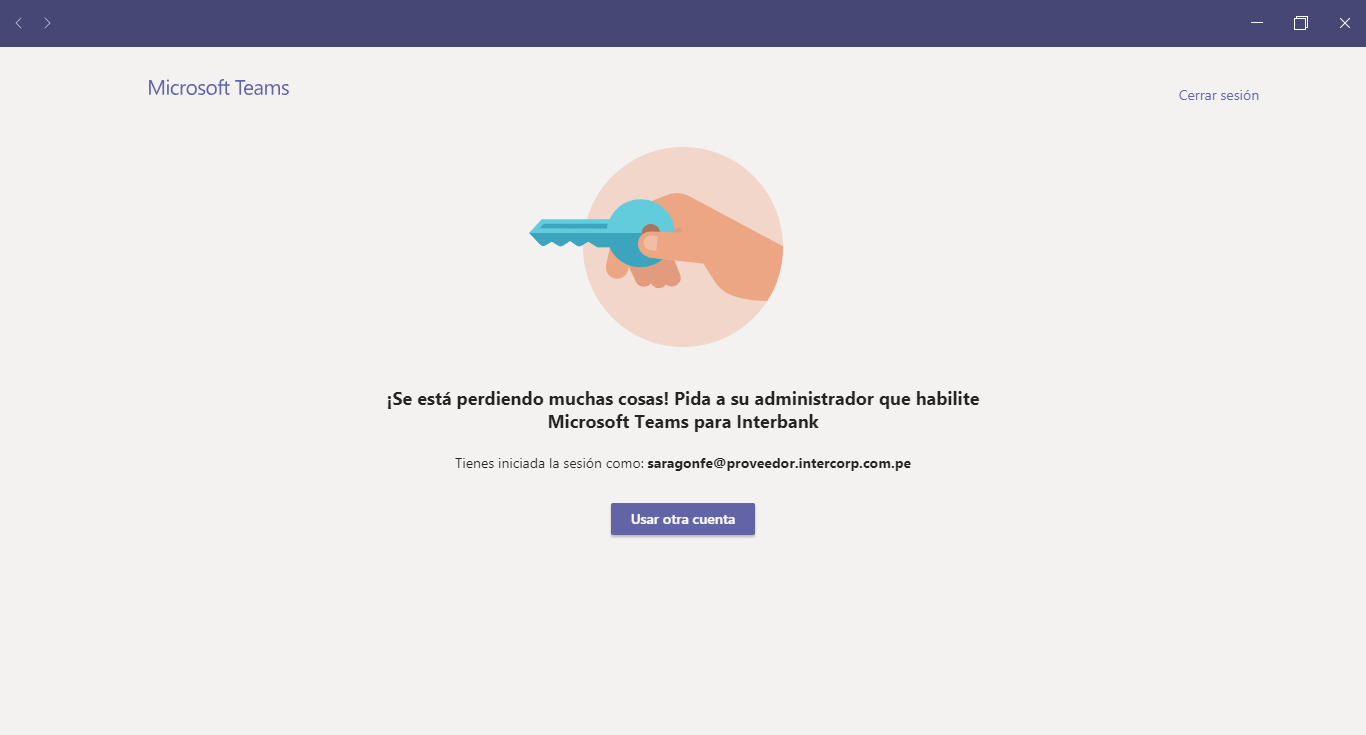 Microsoft Teams
Cerrar sesión
¡Se está perdiendo muchas cosas! Pida a su administrador que habilite
Microsoft Teams para Interbank
Tienes iniciada la sesión como: saragonfe@proveedor.intercorp.com.pe
Usar otra cuenta